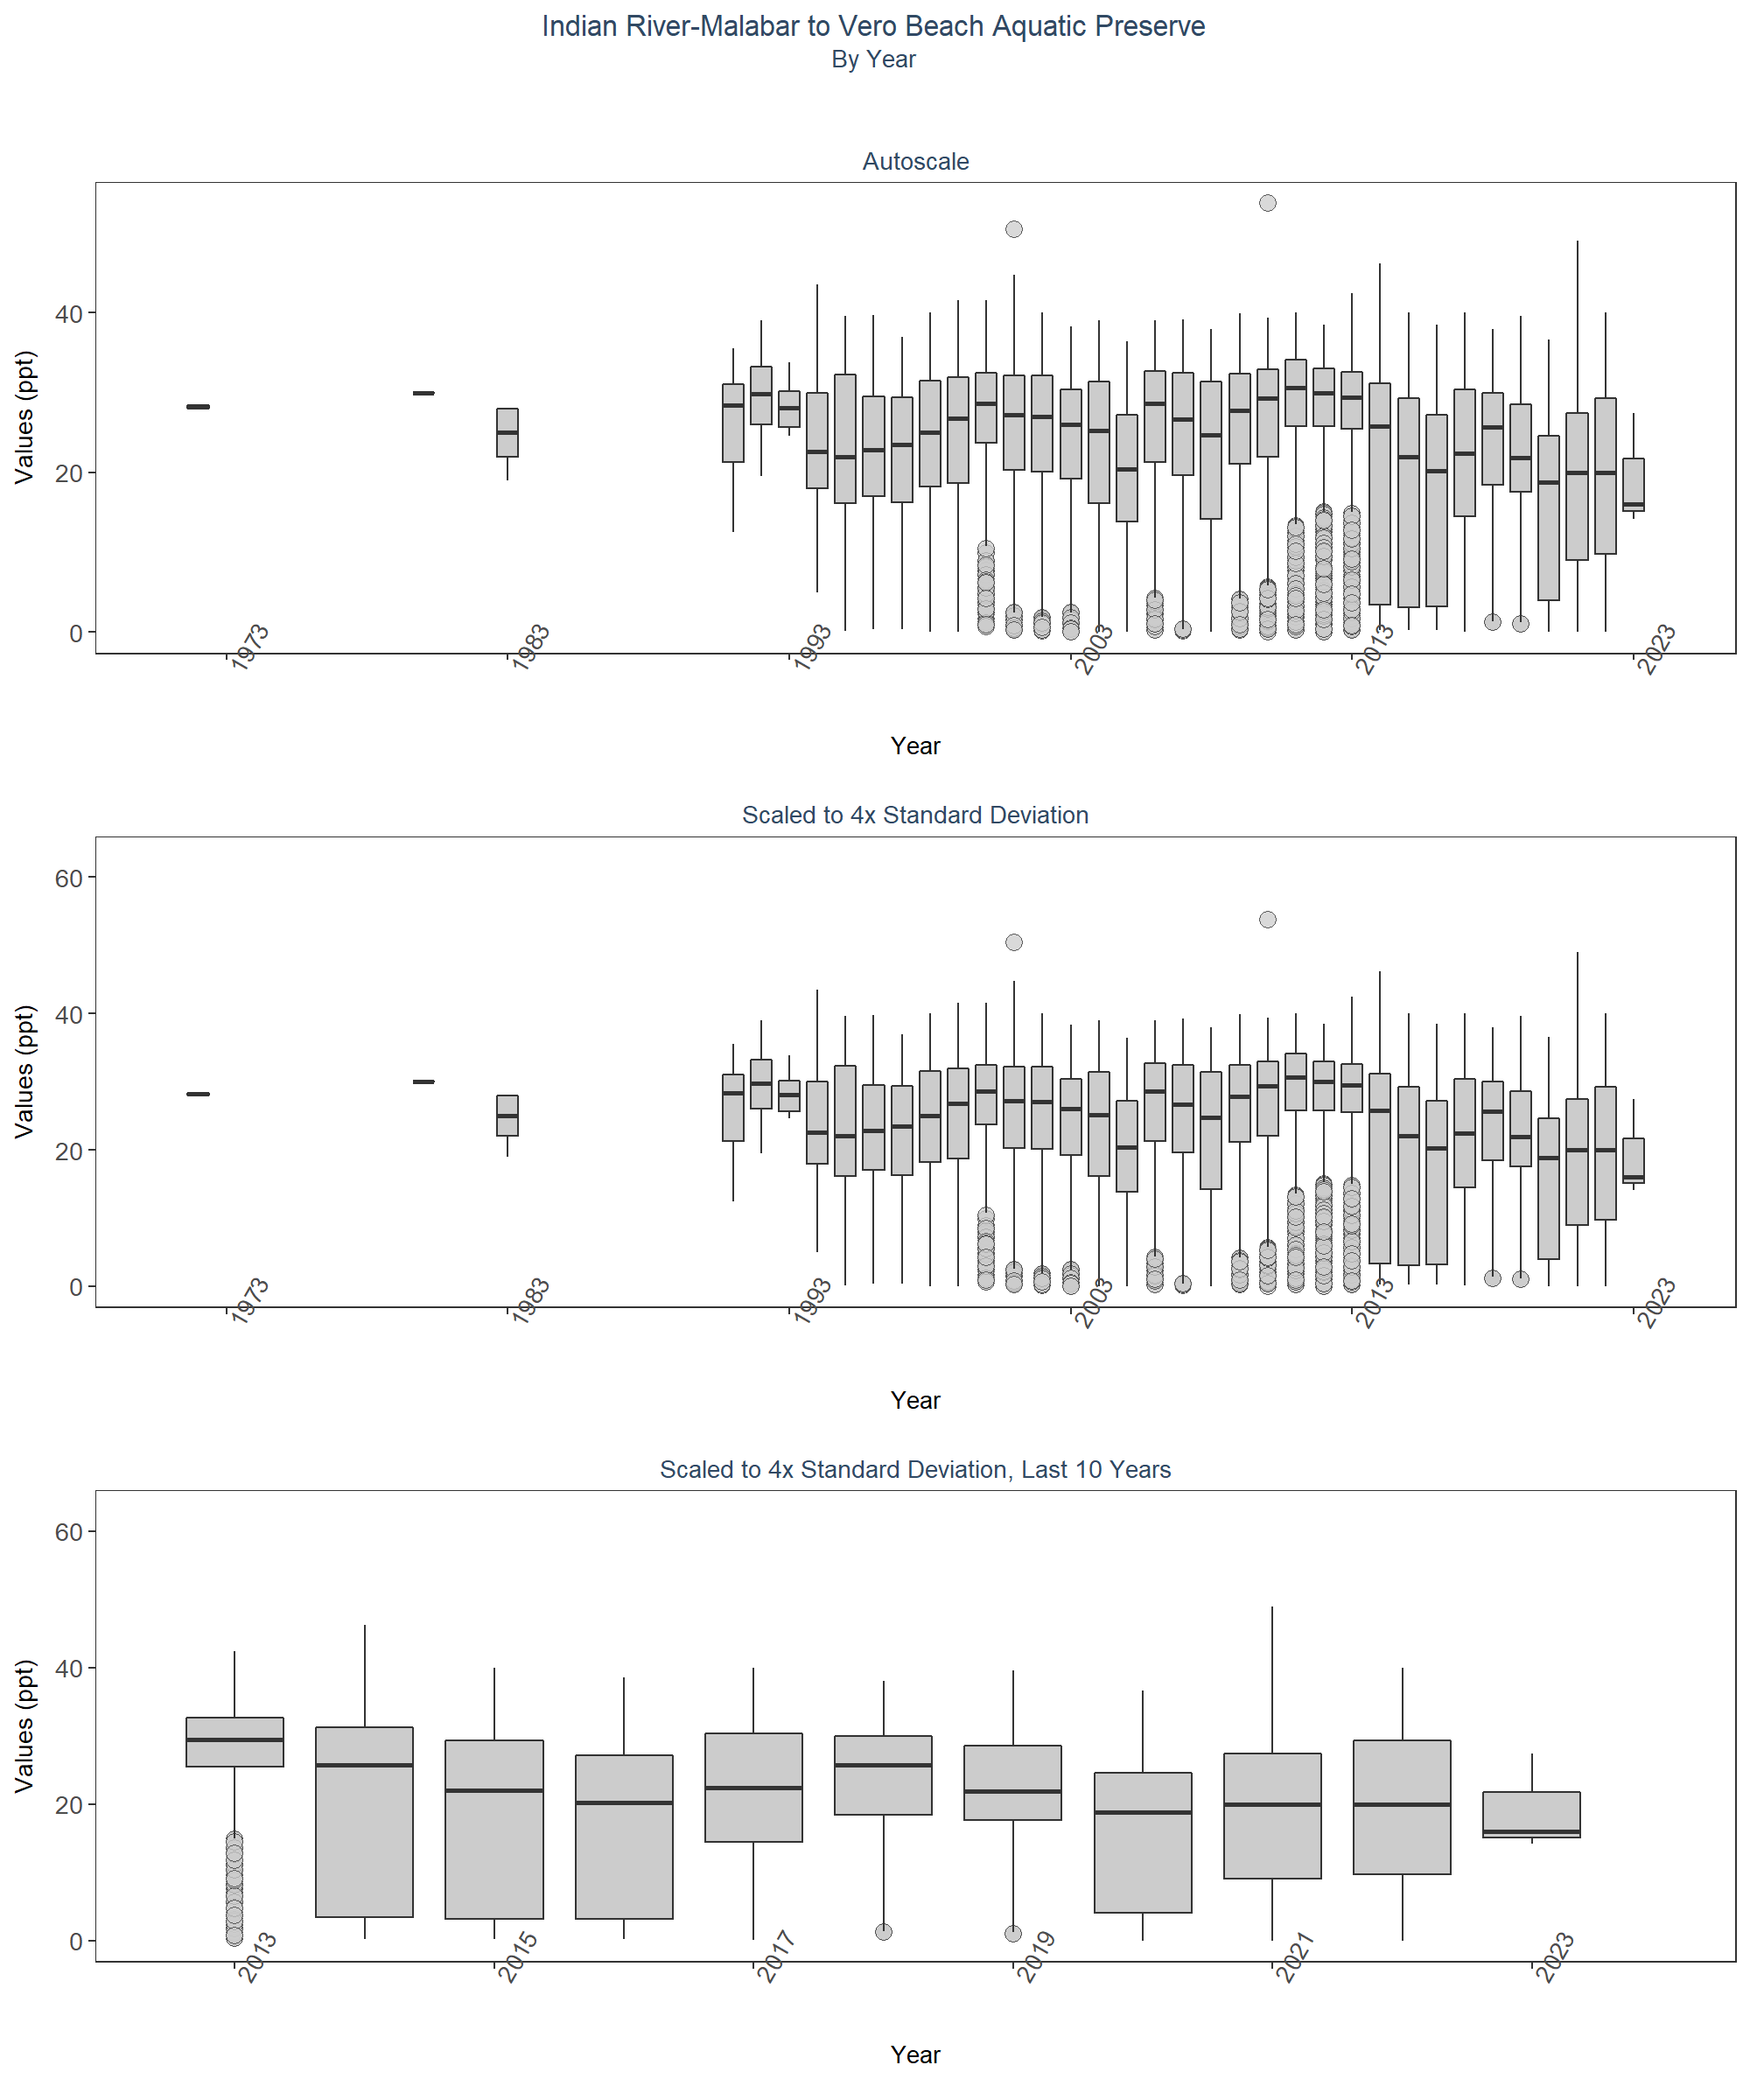 Indian River-Malabar to Vero Beach Aquatic Preserve
By Year
Autoscale
Values (ppt)
40
20
0
1973
1983
1993
2003
2013
2023
Year
Scaled to 4x Standard Deviation
Values (ppt)
60
40
20
0
1973
1983
1993
2003
2013
2023
Year
Scaled to 4x Standard Deviation, Last 10 Years
Values (ppt)
60
40
20
0
2013
2015
2017
2019
2021
2023
Year